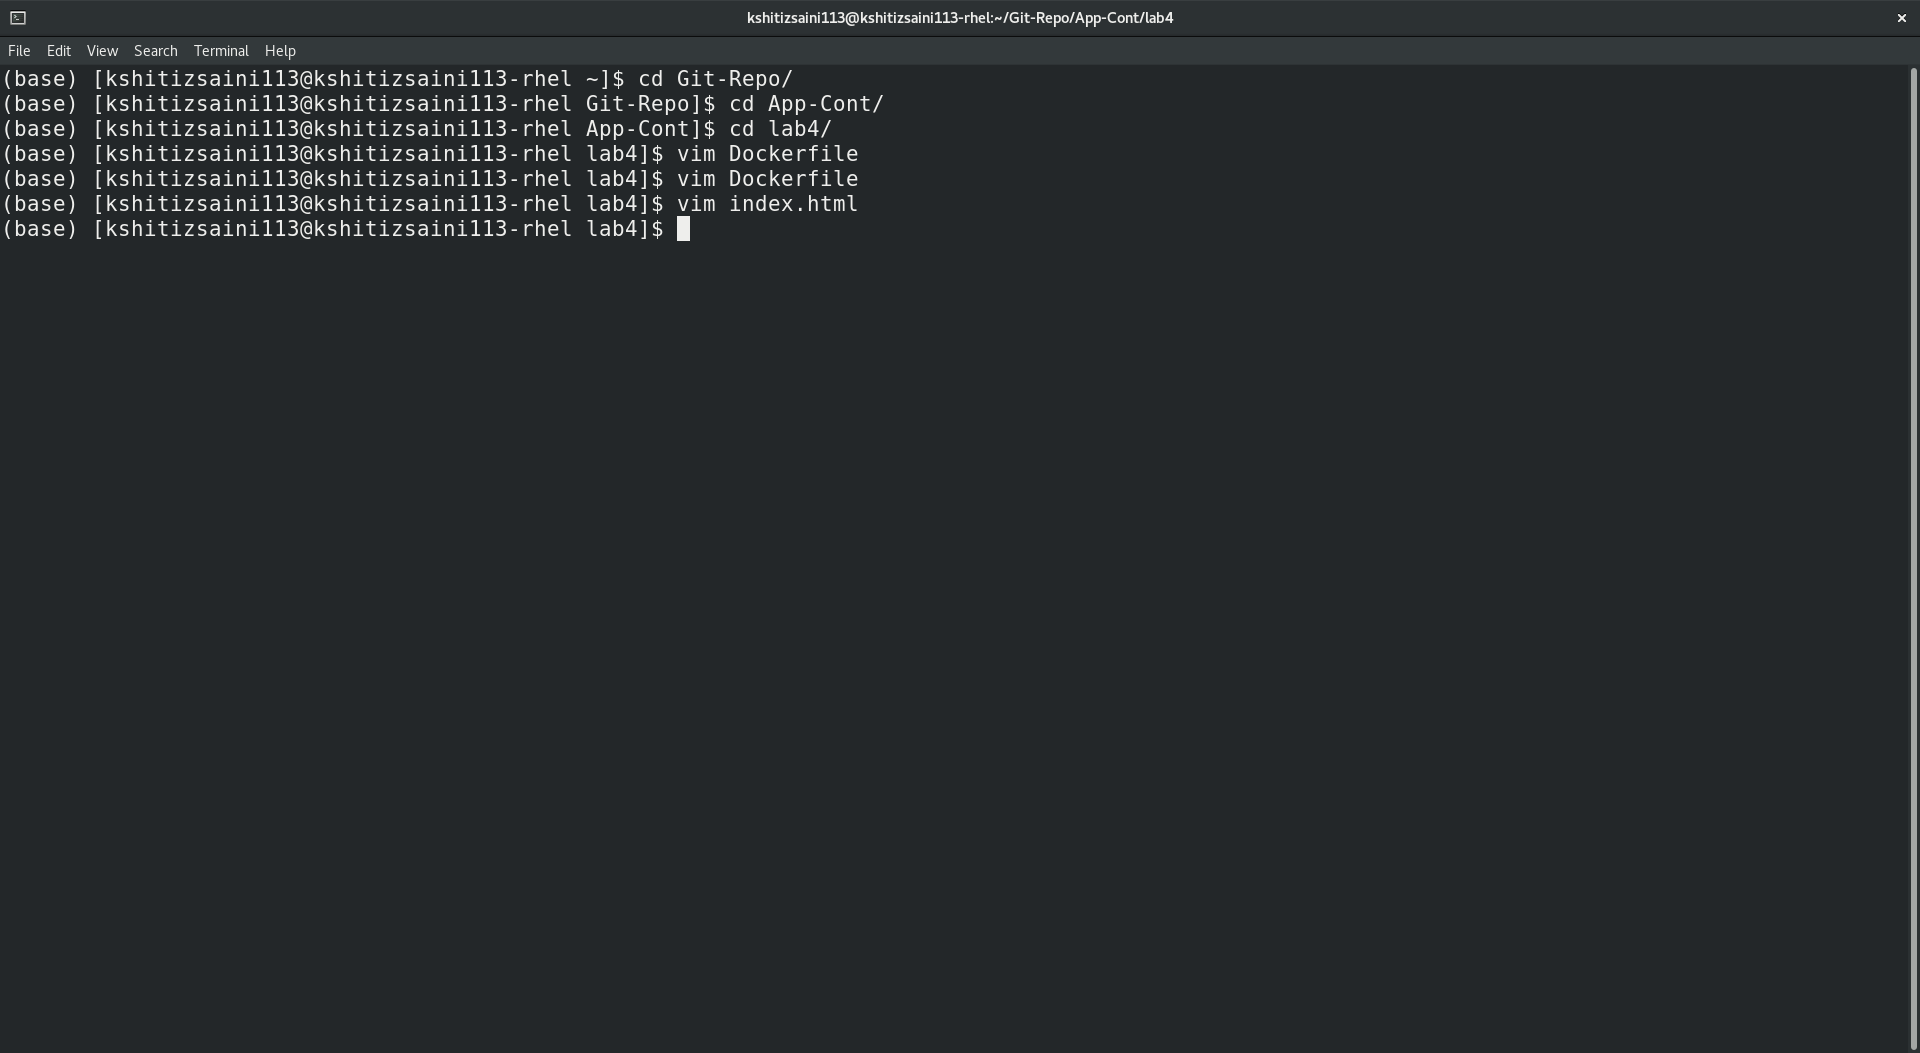 kshitizsaini113@kshitizsaini113-rhel:~/Git-Repo/App-Cont/lab4
File Edit View Search Terminal Help
(base) [kshitizsaini113@kshitizsaini113-rhel ~]$ cd Git-Repo/
(base) [kshitizsaini113@kshitizsaini113-rhel Git-Repo]$ cd App-Cont/
(base) [kshitizsaini113@kshitizsaini113-rhel App-Cont]$ cd lab4/
(base) [kshitizsaini113@kshitizsaini113-rhel lab4]$ vim Dockerfile
(base) [kshitizsaini113@kshitizsaini113-rhel lab4]$ vim Dockerfile
(base) [kshitizsaini113@kshitizsaini113-rhel lab4]$ vim index.html
(base) [kshitizsaini113@kshitizsaini113-rhel lab4]$